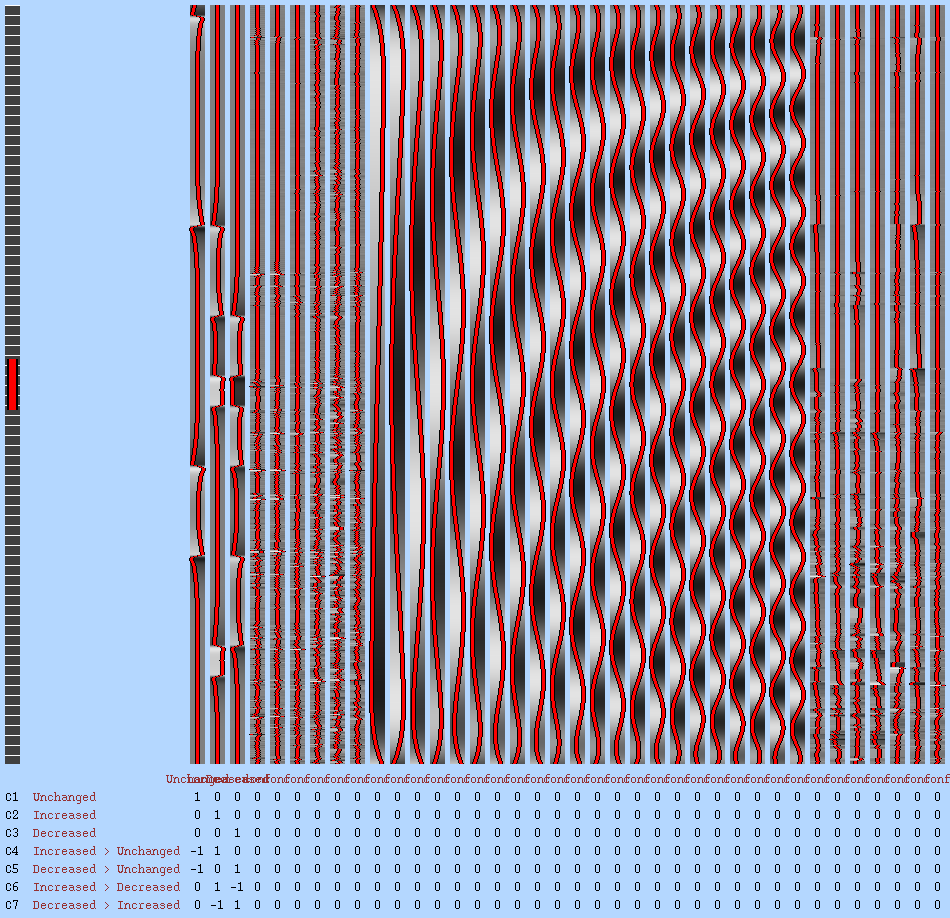 C1 Unchanged 1 0 0 0 0 0 0 0 0 0 0 0 0 0 0 0 0 0 0 0 0 0 0 0 0 0 0 0 0 0 0 0 0 0 0 0 0 0
C2 Increased 0 1 0 0 0 0 0 0 0 0 0 0 0 0 0 0 0 0 0 0 0 0 0 0 0 0 0 0 0 0 0 0 0 0 0 0 0 0
C3 Decreased 0 0 1 0 0 0 0 0 0 0 0 0 0 0 0 0 0 0 0 0 0 0 0 0 0 0 0 0 0 0 0 0 0 0 0 0 0 0
C4 Increased > Unchanged -1 1 0 0 0 0 0 0 0 0 0 0 0 0 0 0 0 0 0 0 0 0 0 0 0 0 0 0 0 0 0 0 0 0 0 0 0 0
C5 Decreased > Unchanged -1 0 1 0 0 0 0 0 0 0 0 0 0 0 0 0 0 0 0 0 0 0 0 0 0 0 0 0 0 0 0 0 0 0 0 0 0 0
C6 Increased > Decreased 0 1 -1 0 0 0 0 0 0 0 0 0 0 0 0 0 0 0 0 0 0 0 0 0 0 0 0 0 0 0 0 0 0 0 0 0 0 0
C7 Decreased > Increased 0 -1 1 0 0 0 0 0 0 0 0 0 0 0 0 0 0 0 0 0 0 0 0 0 0 0 0 0 0 0 0 0 0 0 0 0 0 0